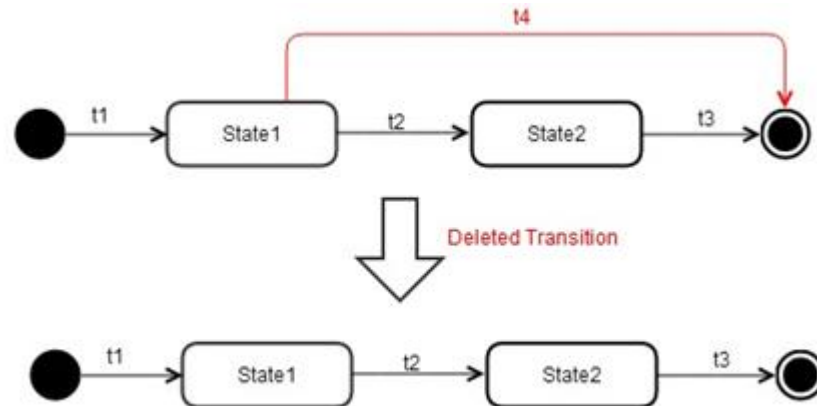 t4
t1
State1
t2
State2
t3
Deleted Transition
t1
State1
t2
State2
t3